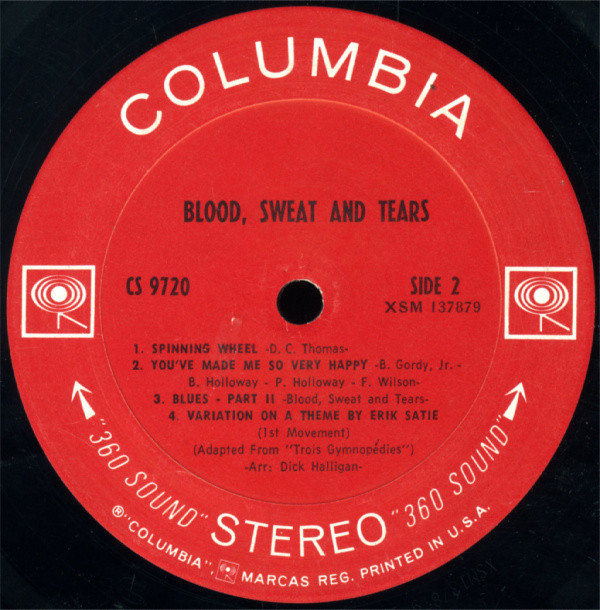 COLUMBIA
BLOOD, SWEAT AND TEARS
CS 9720
SIDE 2
XSM 137879
1. SPINNING WHEEL -D. C. Thomas-
2. YOU'VE MADE ME SO VERY HAPPY -B. Gordy, Jr. -
B. Holloway - P. Holloway - F. Wilson-
3. BLUES - PART II -Blood, Sweat and Tears-
4. VARIATION ON A THEME BY ERIK SATIE
(1st Movement)
(Adapted From "Trois Gymnopédies")
-Arr: Dick Halligan-
"360 SOUND" STEREO "360 SOUND"
®"COLUMBIA", MARCAS REG. PRINTED IN U.S.A.